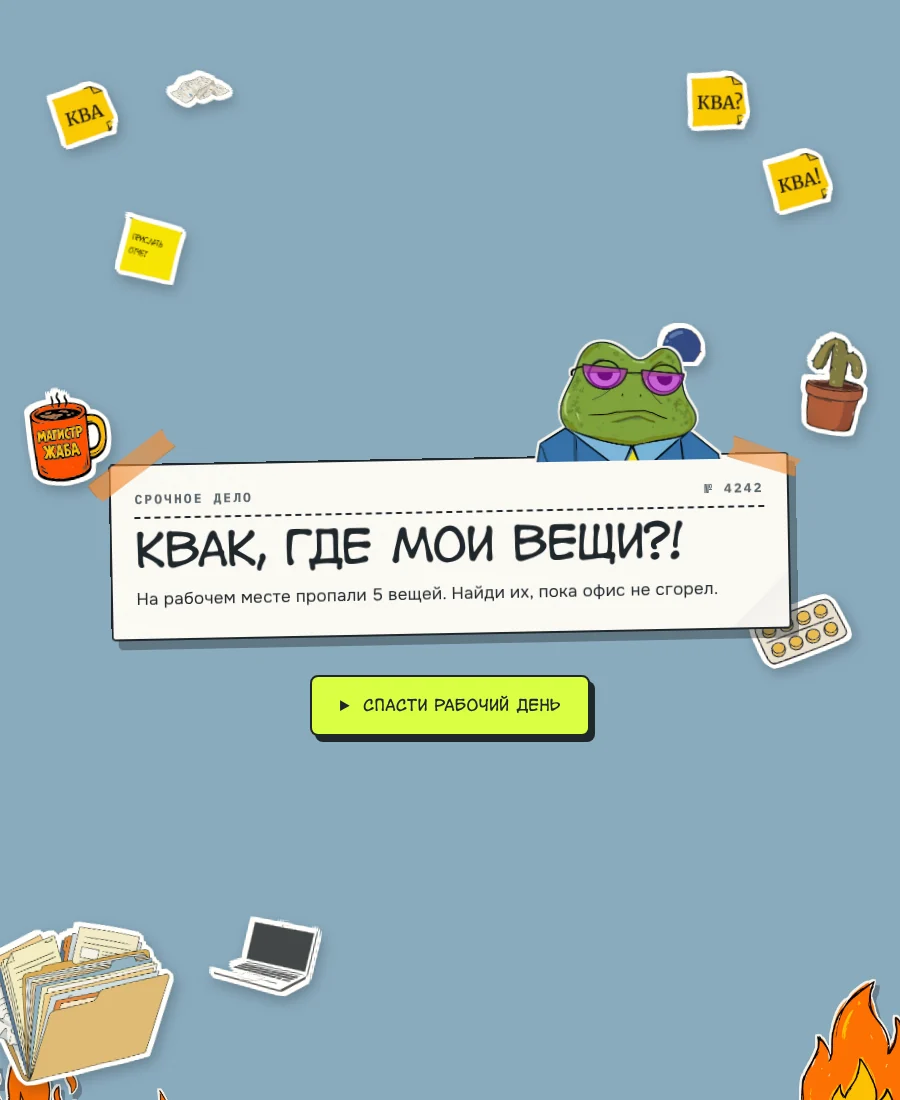 КВА
КВА?
КВА!
ПРИСЛАТЬ
ОТЧЕТ
МАГИСТР
ЖАБА
СРОЧНОЕ ДЕЛО
№ 4242
КВАК, ГДЕ МОИ ВЕЩИ?!
На рабочем месте пропали 5 вещей. Найди их, пока офис не сгорел.
СПАСТИ РАБОЧИЙ ДЕНЬ